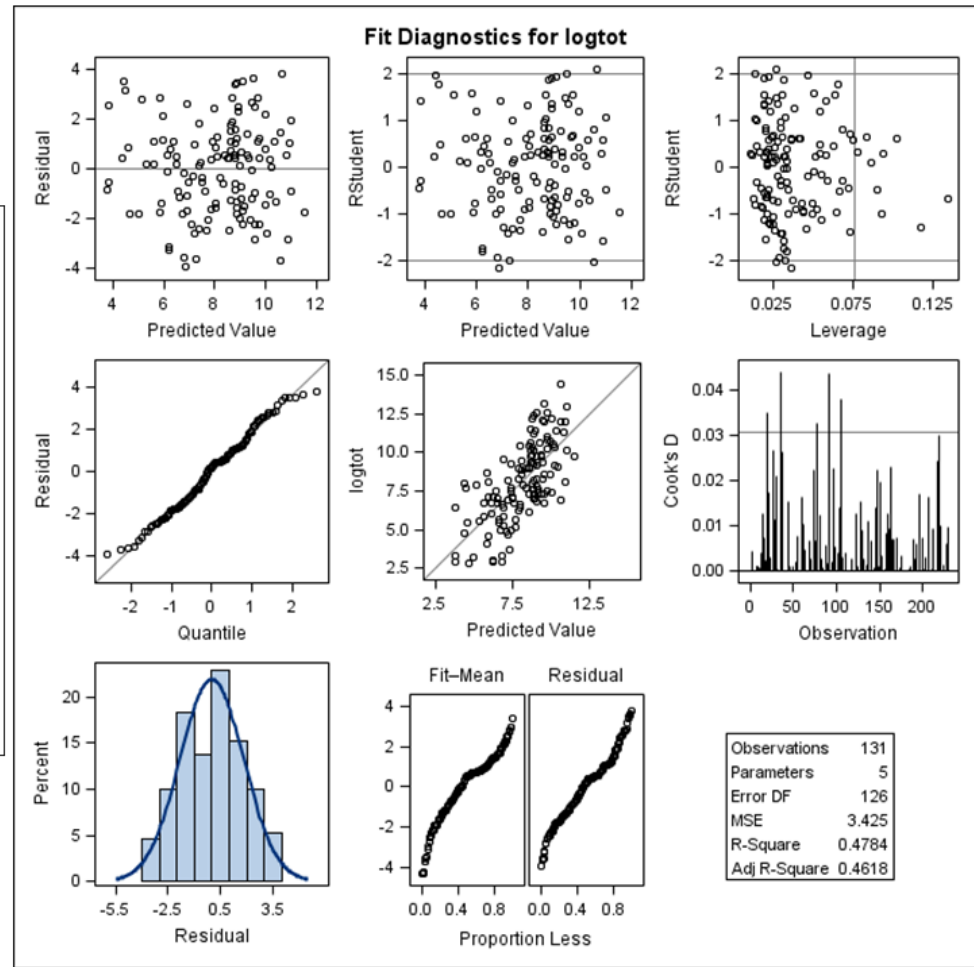 Fit Diagnostics for logtot
Residual
4
2
0
-2
-4
4 6 8 10 12
Predicted Value
RStudent
2
1
0
-1
-2
4 6 8 10 12
Predicted Value
RStudent
2
1
0
-1
-2
0.025 0.075 0.125
Leverage
Residual
4
2
0
-2
-4
-2 -1 0 1 2
Quantile
logtot
15.0
12.5
10.0
7.5
5.0
2.5
2.5 7.5 12.5
Predicted Value
Cook's D
0.04
0.03
0.02
0.01
0.00
0 50 100 150 200
Observation
Percent
20
15
10
5
0
-5.5 -2.5 0.5 3.5
Residual
Fit–Mean Residual
4
2
0
-2
-4
0.0 0.4 0.8 0.0 0.4 0.8
Proportion Less
Observations 131
Parameters 5
Error DF 126
MSE 3.425
R-Square 0.4784
Adj R-Square 0.4618